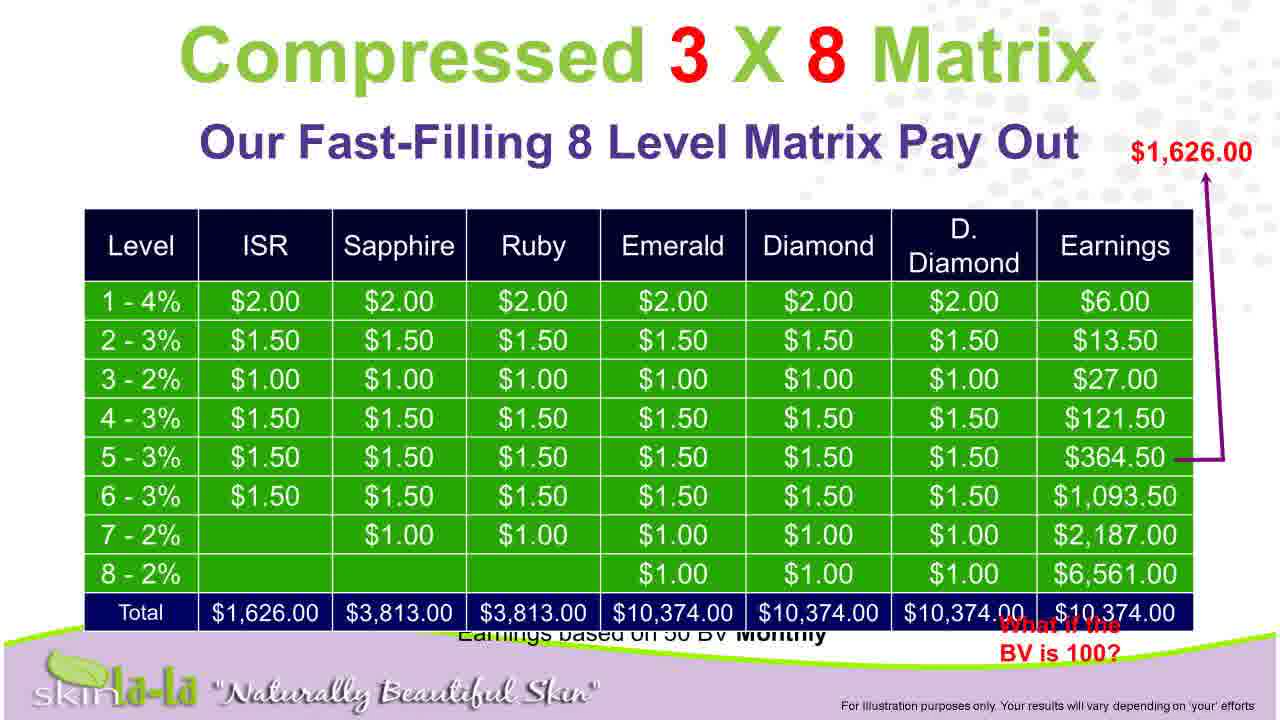 Compressed 3 X 8 Matrix
Our Fast-Filling 8 Level Matrix Pay Out
$1,626.00
Level ISR Sapphire Ruby Emerald Diamond D. Diamond Earnings
1 - 4% $2.00 $2.00 $2.00 $2.00 $2.00 $2.00 $6.00
2 - 3% $1.50 $1.50 $1.50 $1.50 $1.50 $1.50 $13.50
3 - 2% $1.00 $1.00 $1.00 $1.00 $1.00 $1.00 $27.00
4 - 3% $1.50 $1.50 $1.50 $1.50 $1.50 $1.50 $121.50
5 - 3% $1.50 $1.50 $1.50 $1.50 $1.50 $1.50 $364.50
6 - 3% $1.50 $1.50 $1.50 $1.50 $1.50 $1.50 $1,093.50
7 - 2% $1.00 $1.00 $1.00 $1.00 $1.00 $2,187.00
8 - 2% $1.00 $1.00 $1.00 $6,561.00
Total $1,626.00 $3,813.00 $3,813.00 $10,374.00 $10,374.00 $10,374.00 $10,374.00
Earnings based on 50 BV Monthly
What if the
BV is 100?
skin la-la "Naturally Beautiful Skin"
For Illustration purposes only. Your results will vary depending on 'your' efforts